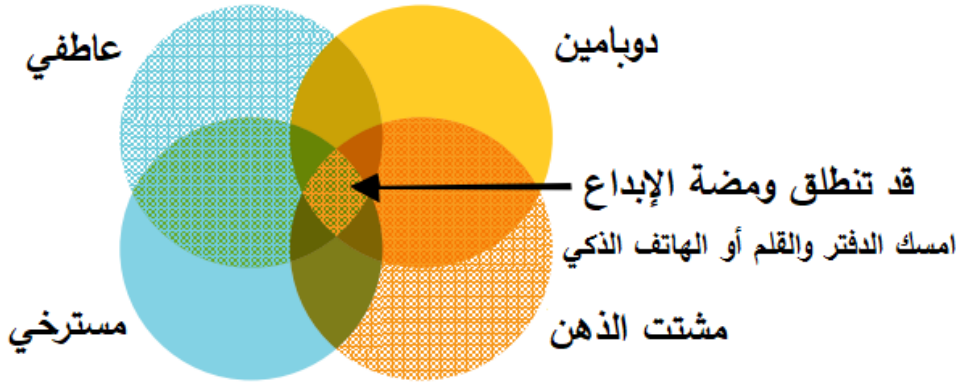 دوبامين
عاطفي
قد تنطلق ومضة الإبداع
امسك الدفتر والقلم أو الهاتف الذكي
مشتت الذهن
مسترخي